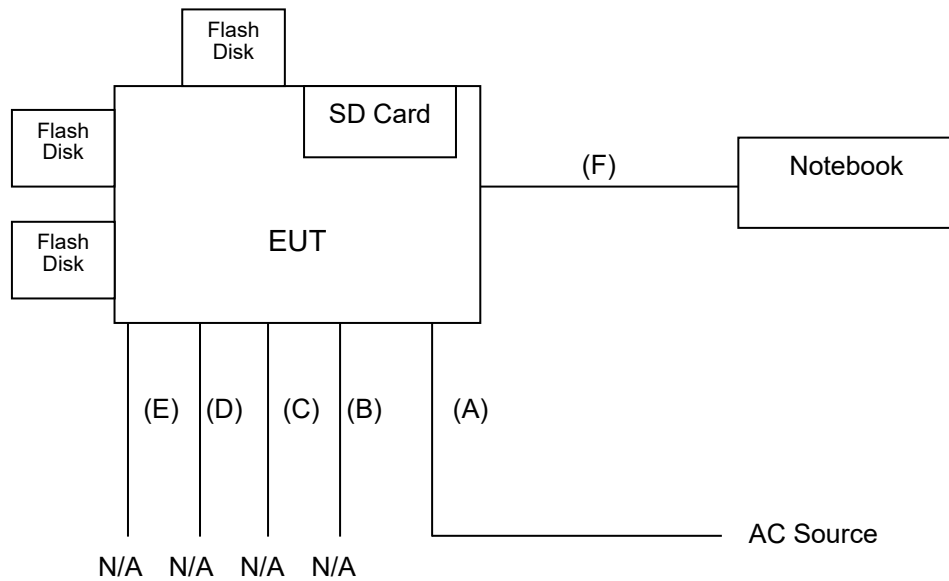 Flash
Disk
SD Card
Flash
Disk
(F)
Notebook
Flash
Disk
EUT
(E)
(D)
(C)
(B)
(A)
AC Source
N/A
N/A
N/A
N/A